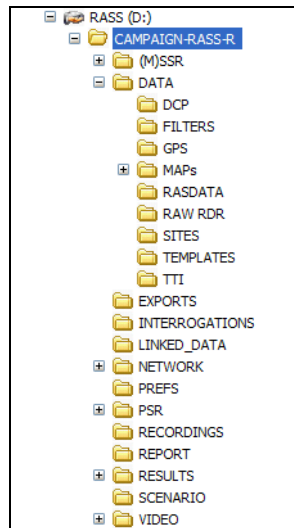 RASS (D:)
CAMPAIGN-RASS-R
(M)SSR
DATA
DCP
FILTERS
GPS
MAPs
RASDATA
RAW RDR
SITES
TEMPLATES
TTI
EXPORTS
INTERROGATIONS
LINKED_DATA
NETWORK
PREFS
PSR
RECORDINGS
REPORT
RESULTS
SCENARIO
VIDEO